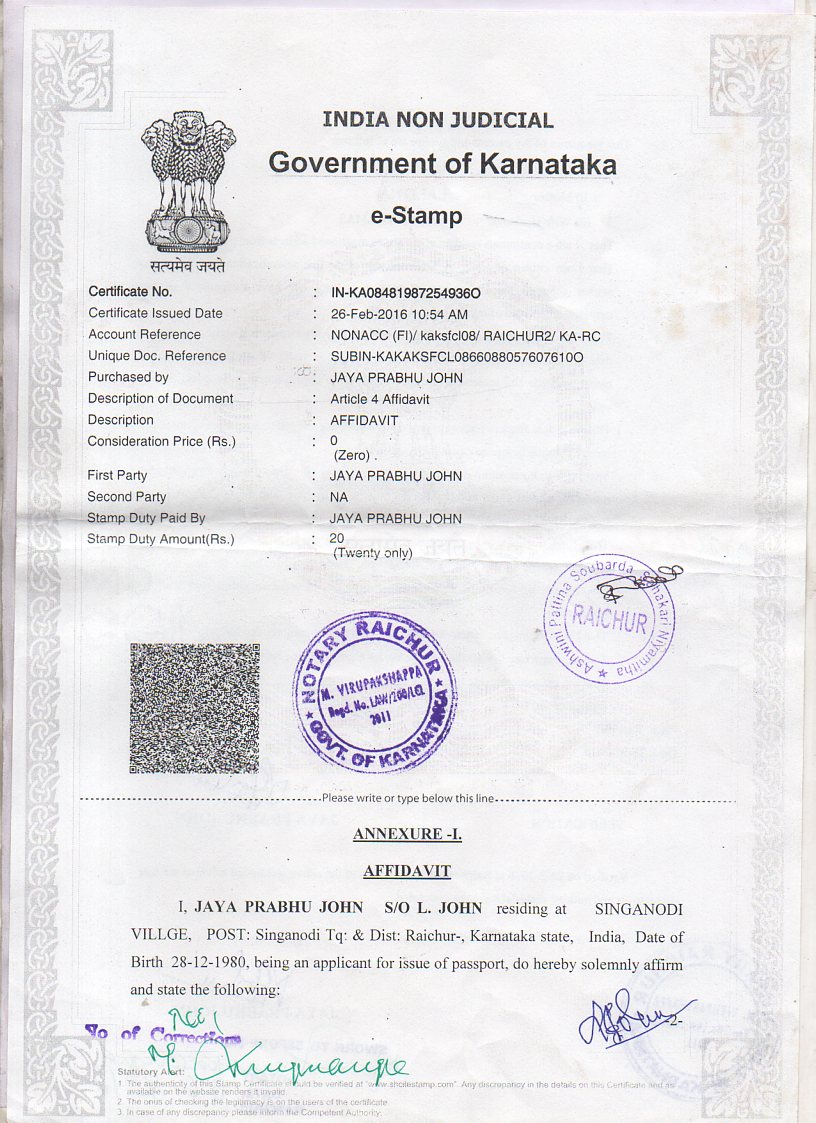 INDIA NON JUDICIAL
Government of Karnataka
e-Stamp
सत्यमेव जयते
Certificate No. : IN-KA08481987254936O
Certificate Issued Date : 26-Feb-2016 10:54 AM
Account Reference : NONACC (FI)/ kaksfcl08/ RAICHUR2/ KA-RC
Unique Doc. Reference : SUBIN-KAKAKSFCL0866088057607610O
Purchased by : JAYA PRABHU JOHN
Description of Document : Article 4 Affidavit
Description : AFFIDAVIT
Consideration Price (Rs.) : 0
(Zero)
First Party : JAYA PRABHU JOHN
Second Party : NA
Stamp Duty Paid By : JAYA PRABHU JOHN
Stamp Duty Amount(Rs.) : 20
(Twenty only)
Ashwini Pattina Soubarda Sahakari Niyamitha
RAICHUR
NOTARY RAICHUR
M. VIRUPAKSHAPPA
Regd. No. LAW/200/LCL
2011
GOVT. OF KARNATAKA
Please write or type below this line
ANNEXURE -I.
AFFIDAVIT
I, JAYA PRABHU JOHN S/O L. JOHN residing at SINGANODI
VILLGE, POST: Singanodi Tq: & Dist: Raichur-, Karnataka state, India, Date of
Birth 28-12-1980, being an applicant for issue of passport, do hereby solemnly affirm
and state the following:
No of Corrections
-2-
Statutory Alert:
1. The authenticity of this Stamp Certificate should be verified at "www.shcilestamp.com". Any discrepancy in the details on this Certificate and as
available on the website renders it invalid.
2. The onus of checking the legitimacy is on the users of the certificate.
3. In case of any discrepancy please inform the Competent Authority.